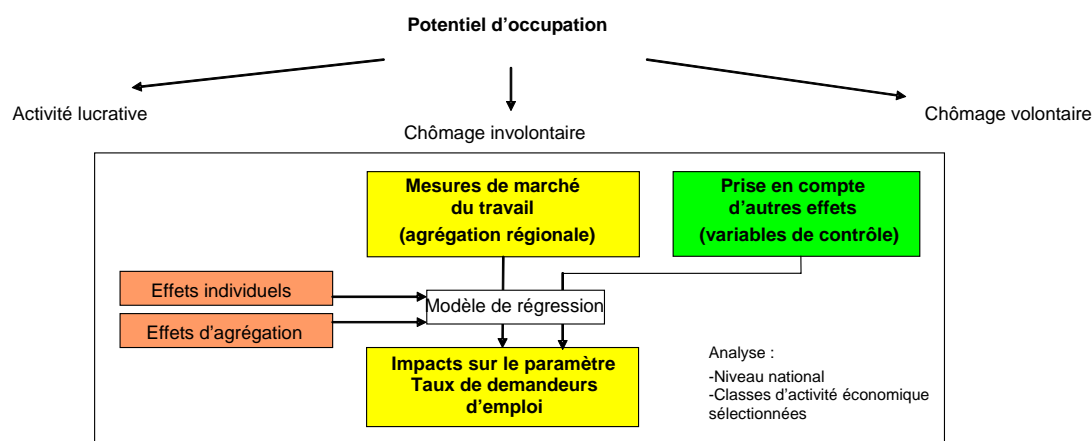 Potentiel d'occupation
Activité lucrative
Chômage volontaire
Chômage involontaire
Mesures de marché
du travail
(agrégation régionale)
Prise en compte
d'autres effets
(variables de contrôle)
Effets individuels
Effets d'agrégation
Modèle de régression
Impacts sur le paramètre
Taux de demandeurs
d'emploi
Analyse :
-Niveau national
-Classes d'activité économique
sélectionnées